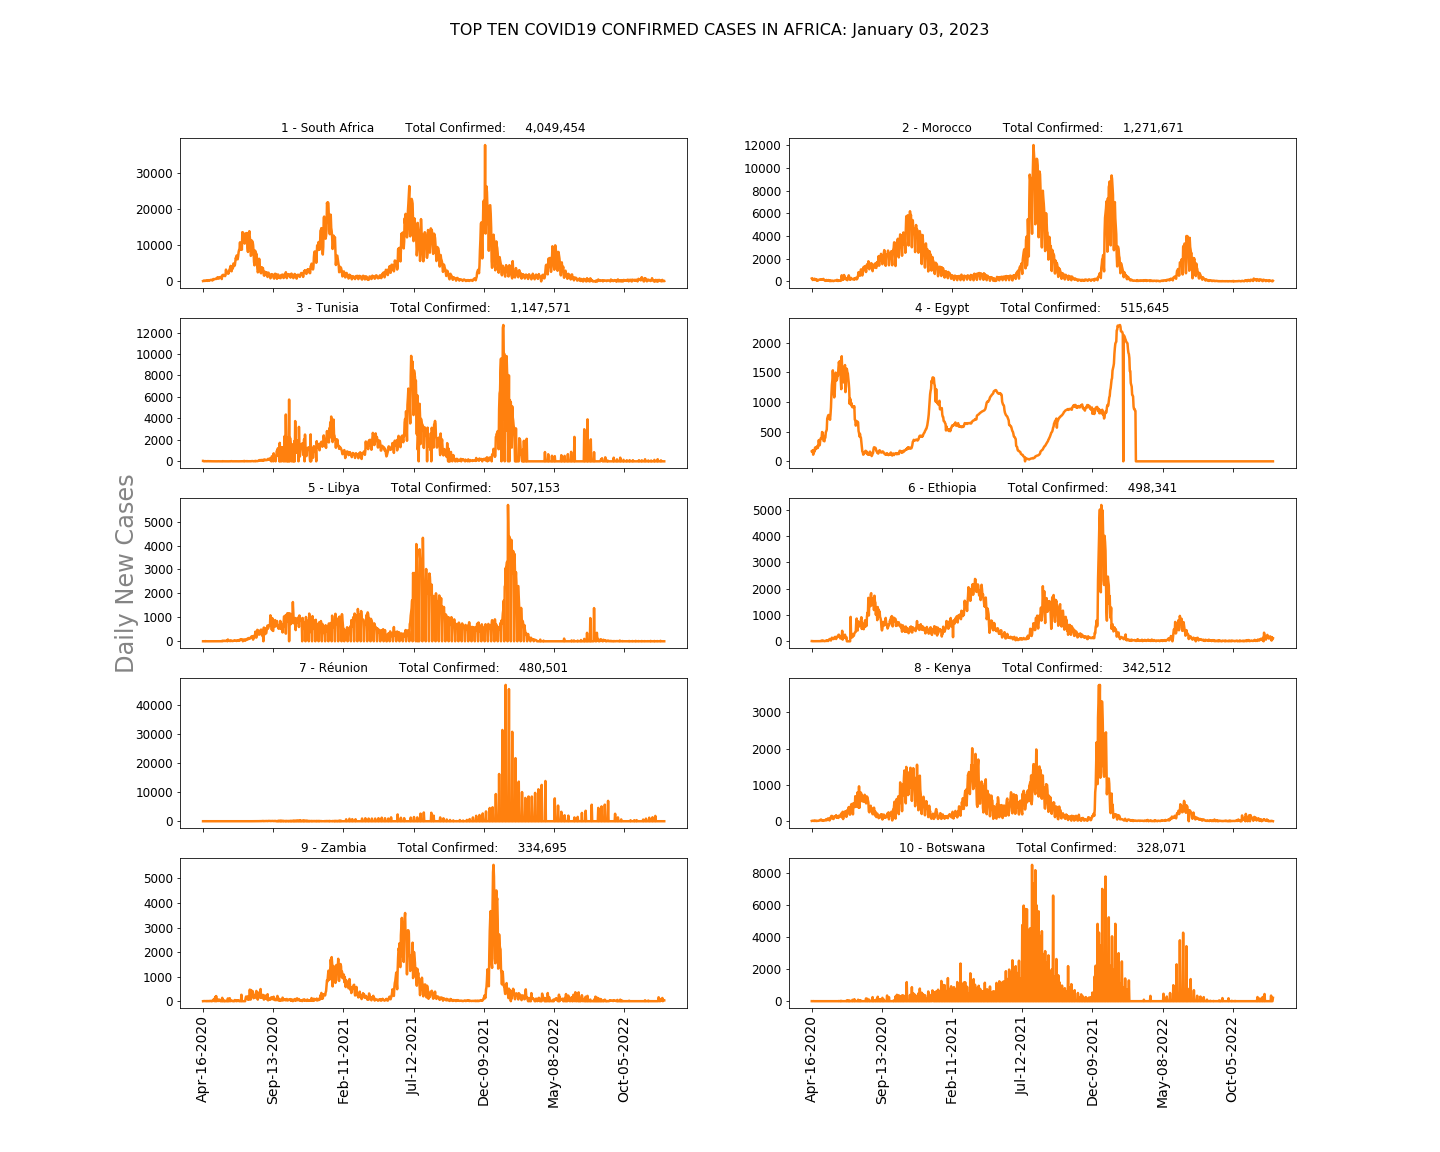 TOP TEN COVID19 CONFIRMED CASES IN AFRICA: January 03, 2023
Daily New Cases
1 - South Africa Total Confirmed: 4,049,454
30000
20000
10000
0
2 - Morocco Total Confirmed: 1,271,671
12000
10000
8000
6000
4000
2000
0
3 - Tunisia Total Confirmed: 1,147,571
12000
10000
8000
6000
4000
2000
0
4 - Egypt Total Confirmed: 515,645
2000
1500
1000
500
0
5 - Libya Total Confirmed: 507,153
5000
4000
3000
2000
1000
0
6 - Ethiopia Total Confirmed: 498,341
5000
4000
3000
2000
1000
0
7 - Réunion Total Confirmed: 480,501
40000
30000
20000
10000
0
8 - Kenya Total Confirmed: 342,512
3000
2000
1000
0
9 - Zambia Total Confirmed: 334,695
5000
4000
3000
2000
1000
0
Apr-16-2020
Sep-13-2020
Feb-11-2021
Jul-12-2021
Dec-09-2021
May-08-2022
Oct-05-2022
10 - Botswana Total Confirmed: 328,071
8000
6000
4000
2000
0
Apr-16-2020
Sep-13-2020
Feb-11-2021
Jul-12-2021
Dec-09-2021
May-08-2022
Oct-05-2022